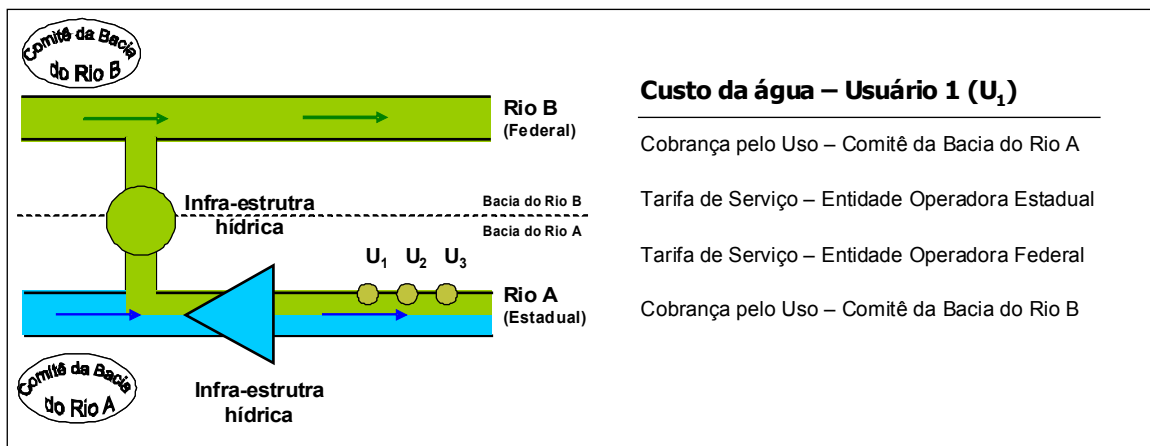 Comitê da Bacia
do Rio B
Rio B
(Federal)
Infra-estrutra
hídrica
Bacia do Rio B
Bacia do Rio A
U1 U2 U3
Rio A
(Estadual)
Comitê da Bacia
do Rio A
Infra-estrutra
hídrica
Custo da água – Usuário 1 (U1)
Cobrança pelo Uso – Comitê da Bacia do Rio A
Tarifa de Serviço – Entidade Operadora Estadual
Tarifa de Serviço – Entidade Operadora Federal
Cobrança pelo Uso – Comitê da Bacia do Rio B